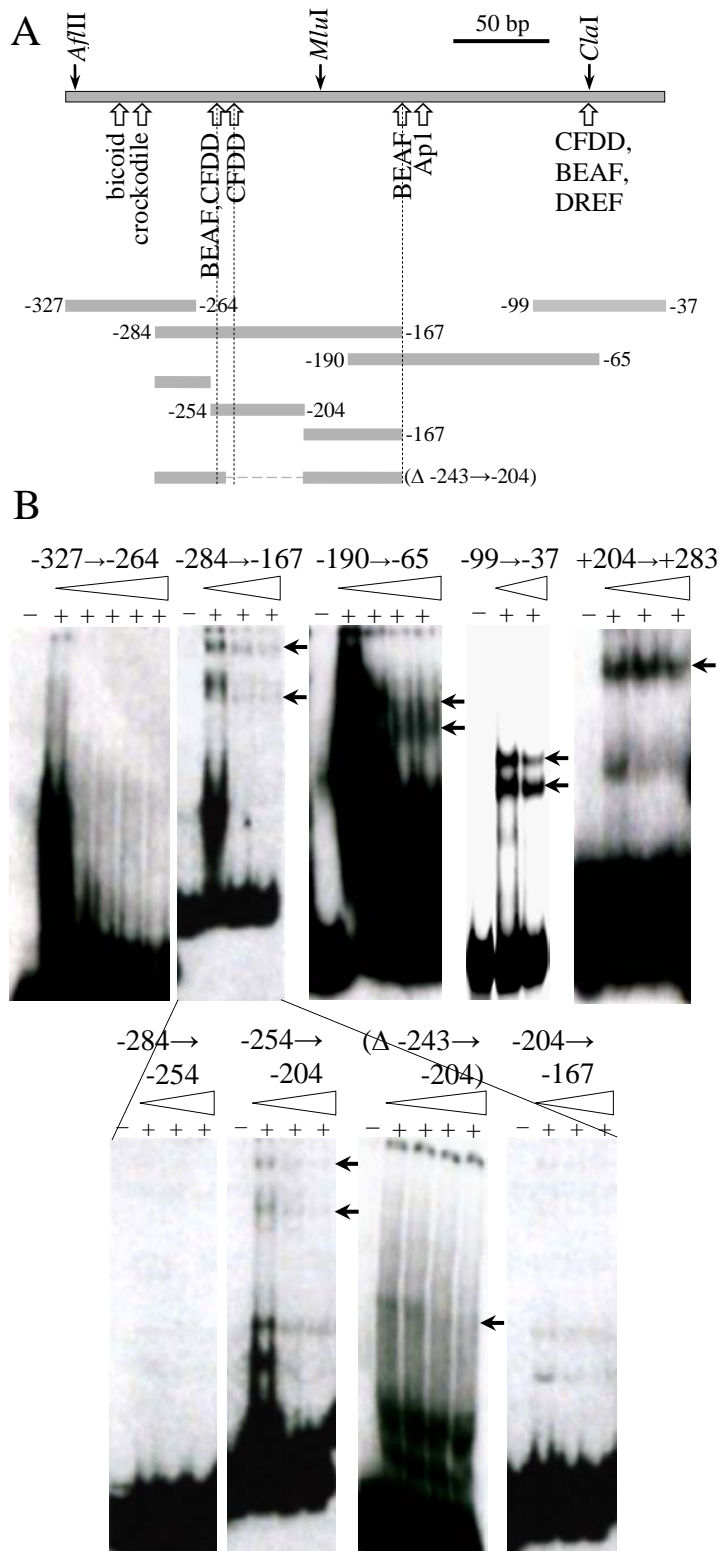 A
AflII
MluI
50 bp
ClaI
bicoid
crockodile
BEAF,CFDD
CFDD
BEAF
Ap1
CFDD,
BEAF,
DREF
-327 -264 -99 -37
-284 -167
-190 -65
-254 -204
-167
(Δ -243→-204)
B
-327→-264 -284→-167 -190→-65 -99→-37 +204→+283
− + + + + + − + + + − + + + + − + + − + + +
-284→ -254→ (Δ -243→ -204→
-254 -204 -204) -167
− + + + − + + + − + + + + − + + +